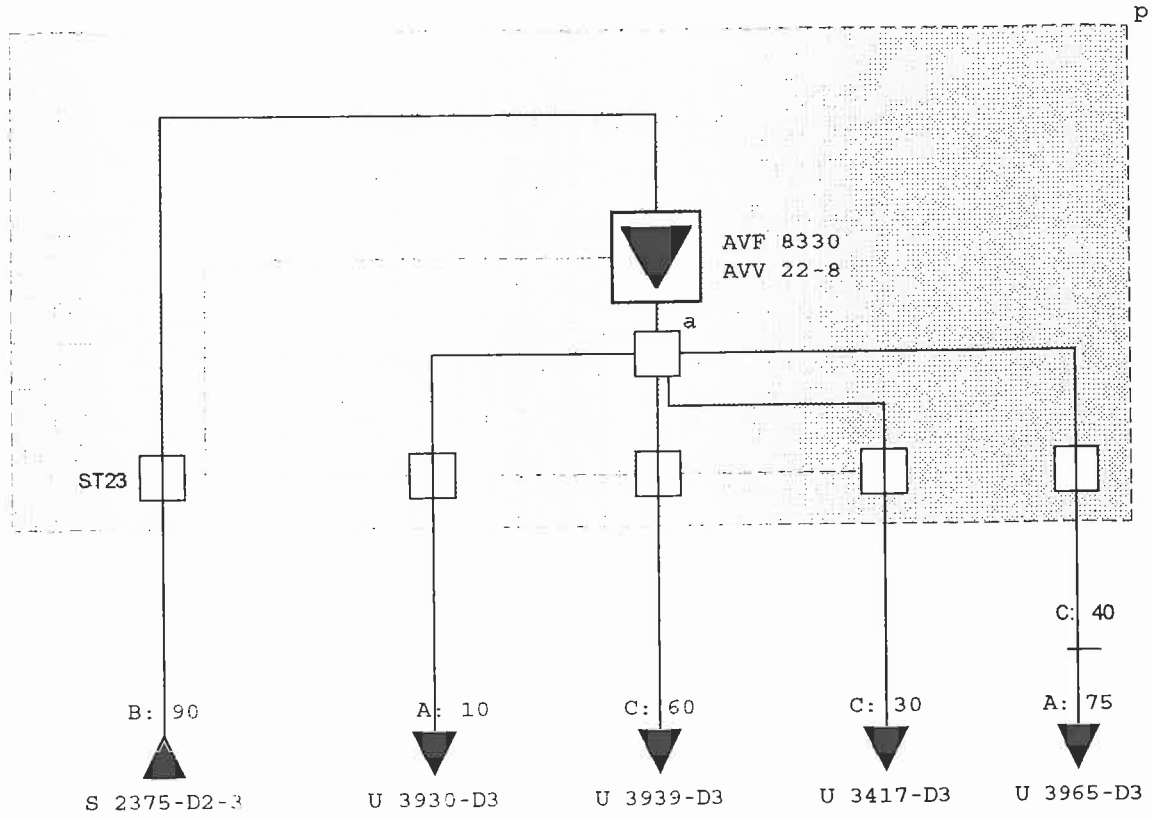 p
AVF 8330
AVV 22-8
a
ST23
C: 40
B: 90
A: 10
C: 60
C: 30
A: 75
S 2375-D2-3
U 3930-D3
U 3939-D3
U 3417-D3
U 3965-D3